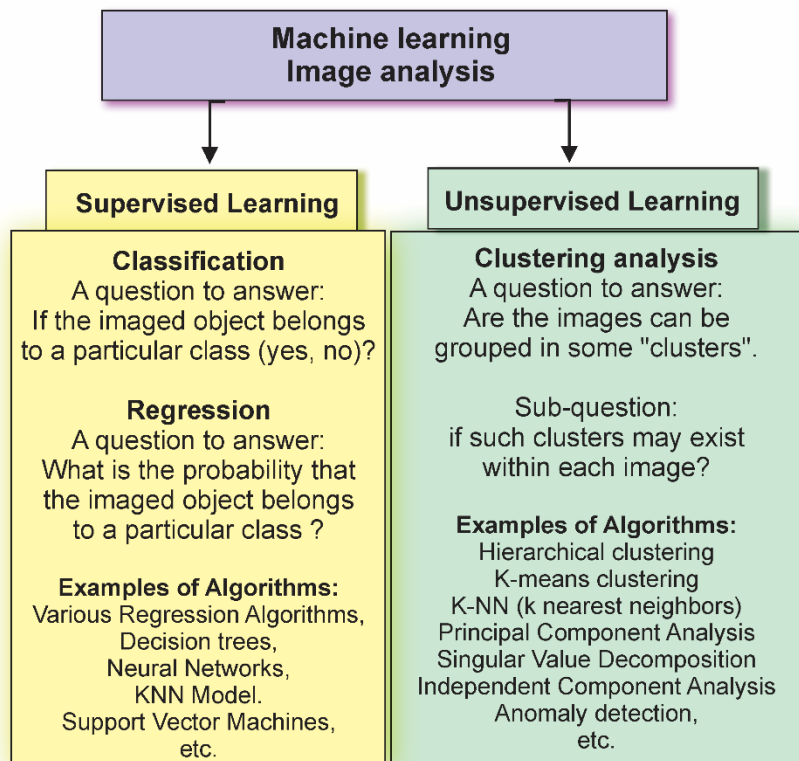 Machine learning
Image analysis
Supervised Learning
Classification
A question to answer:
If the imaged object belongs
to a particular class (yes, no)?
Regression
A question to answer:
What is the probability that
the imaged object belongs
to a particular class ?
Examples of Algorithms:
Various Regression Algorithms,
Decision trees,
Neural Networks,
KNN Model.
Support Vector Machines,
etc.
Unsupervised Learning
Clustering analysis
A question to answer:
Are the images can be
grouped in some "clusters".
Sub-question:
if such clusters may exist
within each image?
Examples of Algorithms:
Hierarchical clustering
K-means clustering
K-NN (k nearest neighbors)
Principal Component Analysis
Singular Value Decomposition
Independent Component Analysis
Anomaly detection,
etc.